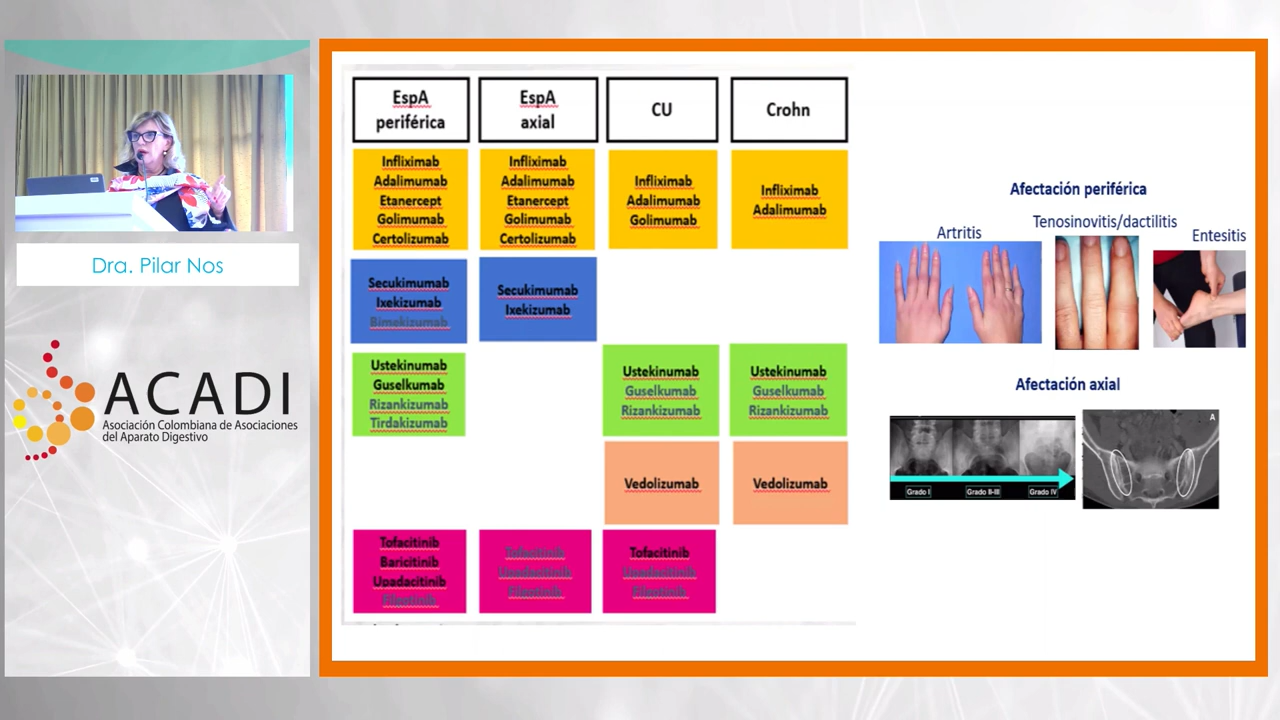 Dra. Pilar Nos
ACADI
Asociación Colombiana de Asociaciones
del Aparato Digestivo
EspA
periférica
EspA
axial
CU
Crohn
Infliximab
Adalimumab
Etanercept
Golimumab
Certolizumab
Infliximab
Adalimumab
Etanercept
Golimumab
Certolizumab
Infliximab
Adalimumab
Golimumab
Infliximab
Adalimumab
Secukimumab
Ixekizumab
Bimekizumab
Secukimumab
Ixekizumab
Ustekinumab
Guselkumab
Rizankizumab
Tirdakizumab
Ustekinumab
Guselkumab
Rizankizumab
Ustekinumab
Guselkumab
Rizankizumab
Vedolizumab
Vedolizumab
Tofacitinib
Baricitinib
Upadacitinib
Tofacitinib
Upadacitinib
Tofacitinib
Upadacitinib
Afectación periférica
Artritis
Tenosinovitis/dactilitis
Entesitis
Afectación axial
Grado I
Grado II-III
Grado IV
A